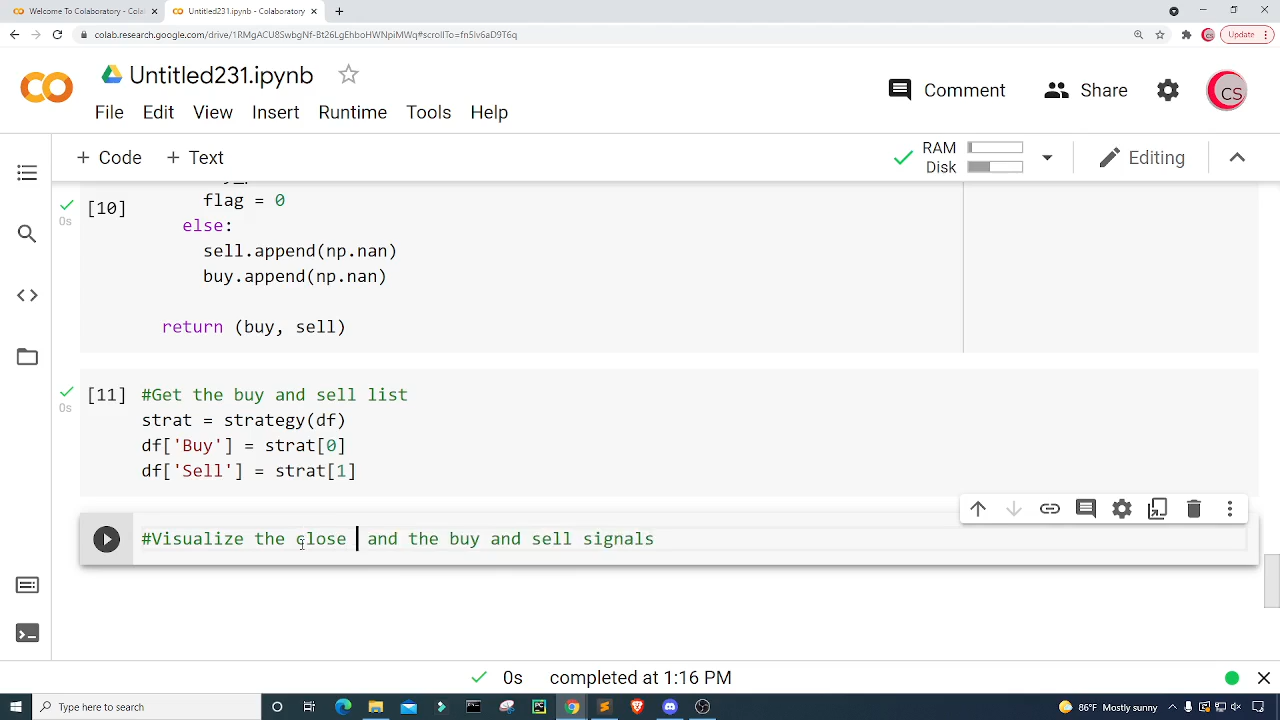 Welcome To Colaboratory - Colab
Untitled231.ipynb - Colaboratory
colab.research.google.com/drive/1RMgACU8SwbgNf-Bt26LgEhboHWNpiMWq#scrollTo=fn5lv6aD9T6q
Update
Untitled231.ipynb
CS
Comment
Share
File Edit View Insert Runtime Tools Help
+ Code + Text
RAM
Disk
Editing
[10]
0s
flag = 0
else:
sell.append(np.nan)
buy.append(np.nan)
return (buy, sell)
[11] #Get the buy and sell list
0s
strat = strategy(df)
df['Buy'] = strat[0]
df['Sell'] = strat[1]
#Visualize the close and the buy and sell signals
0s completed at 1:16 PM
Type here to search
86°F Mostly sunny